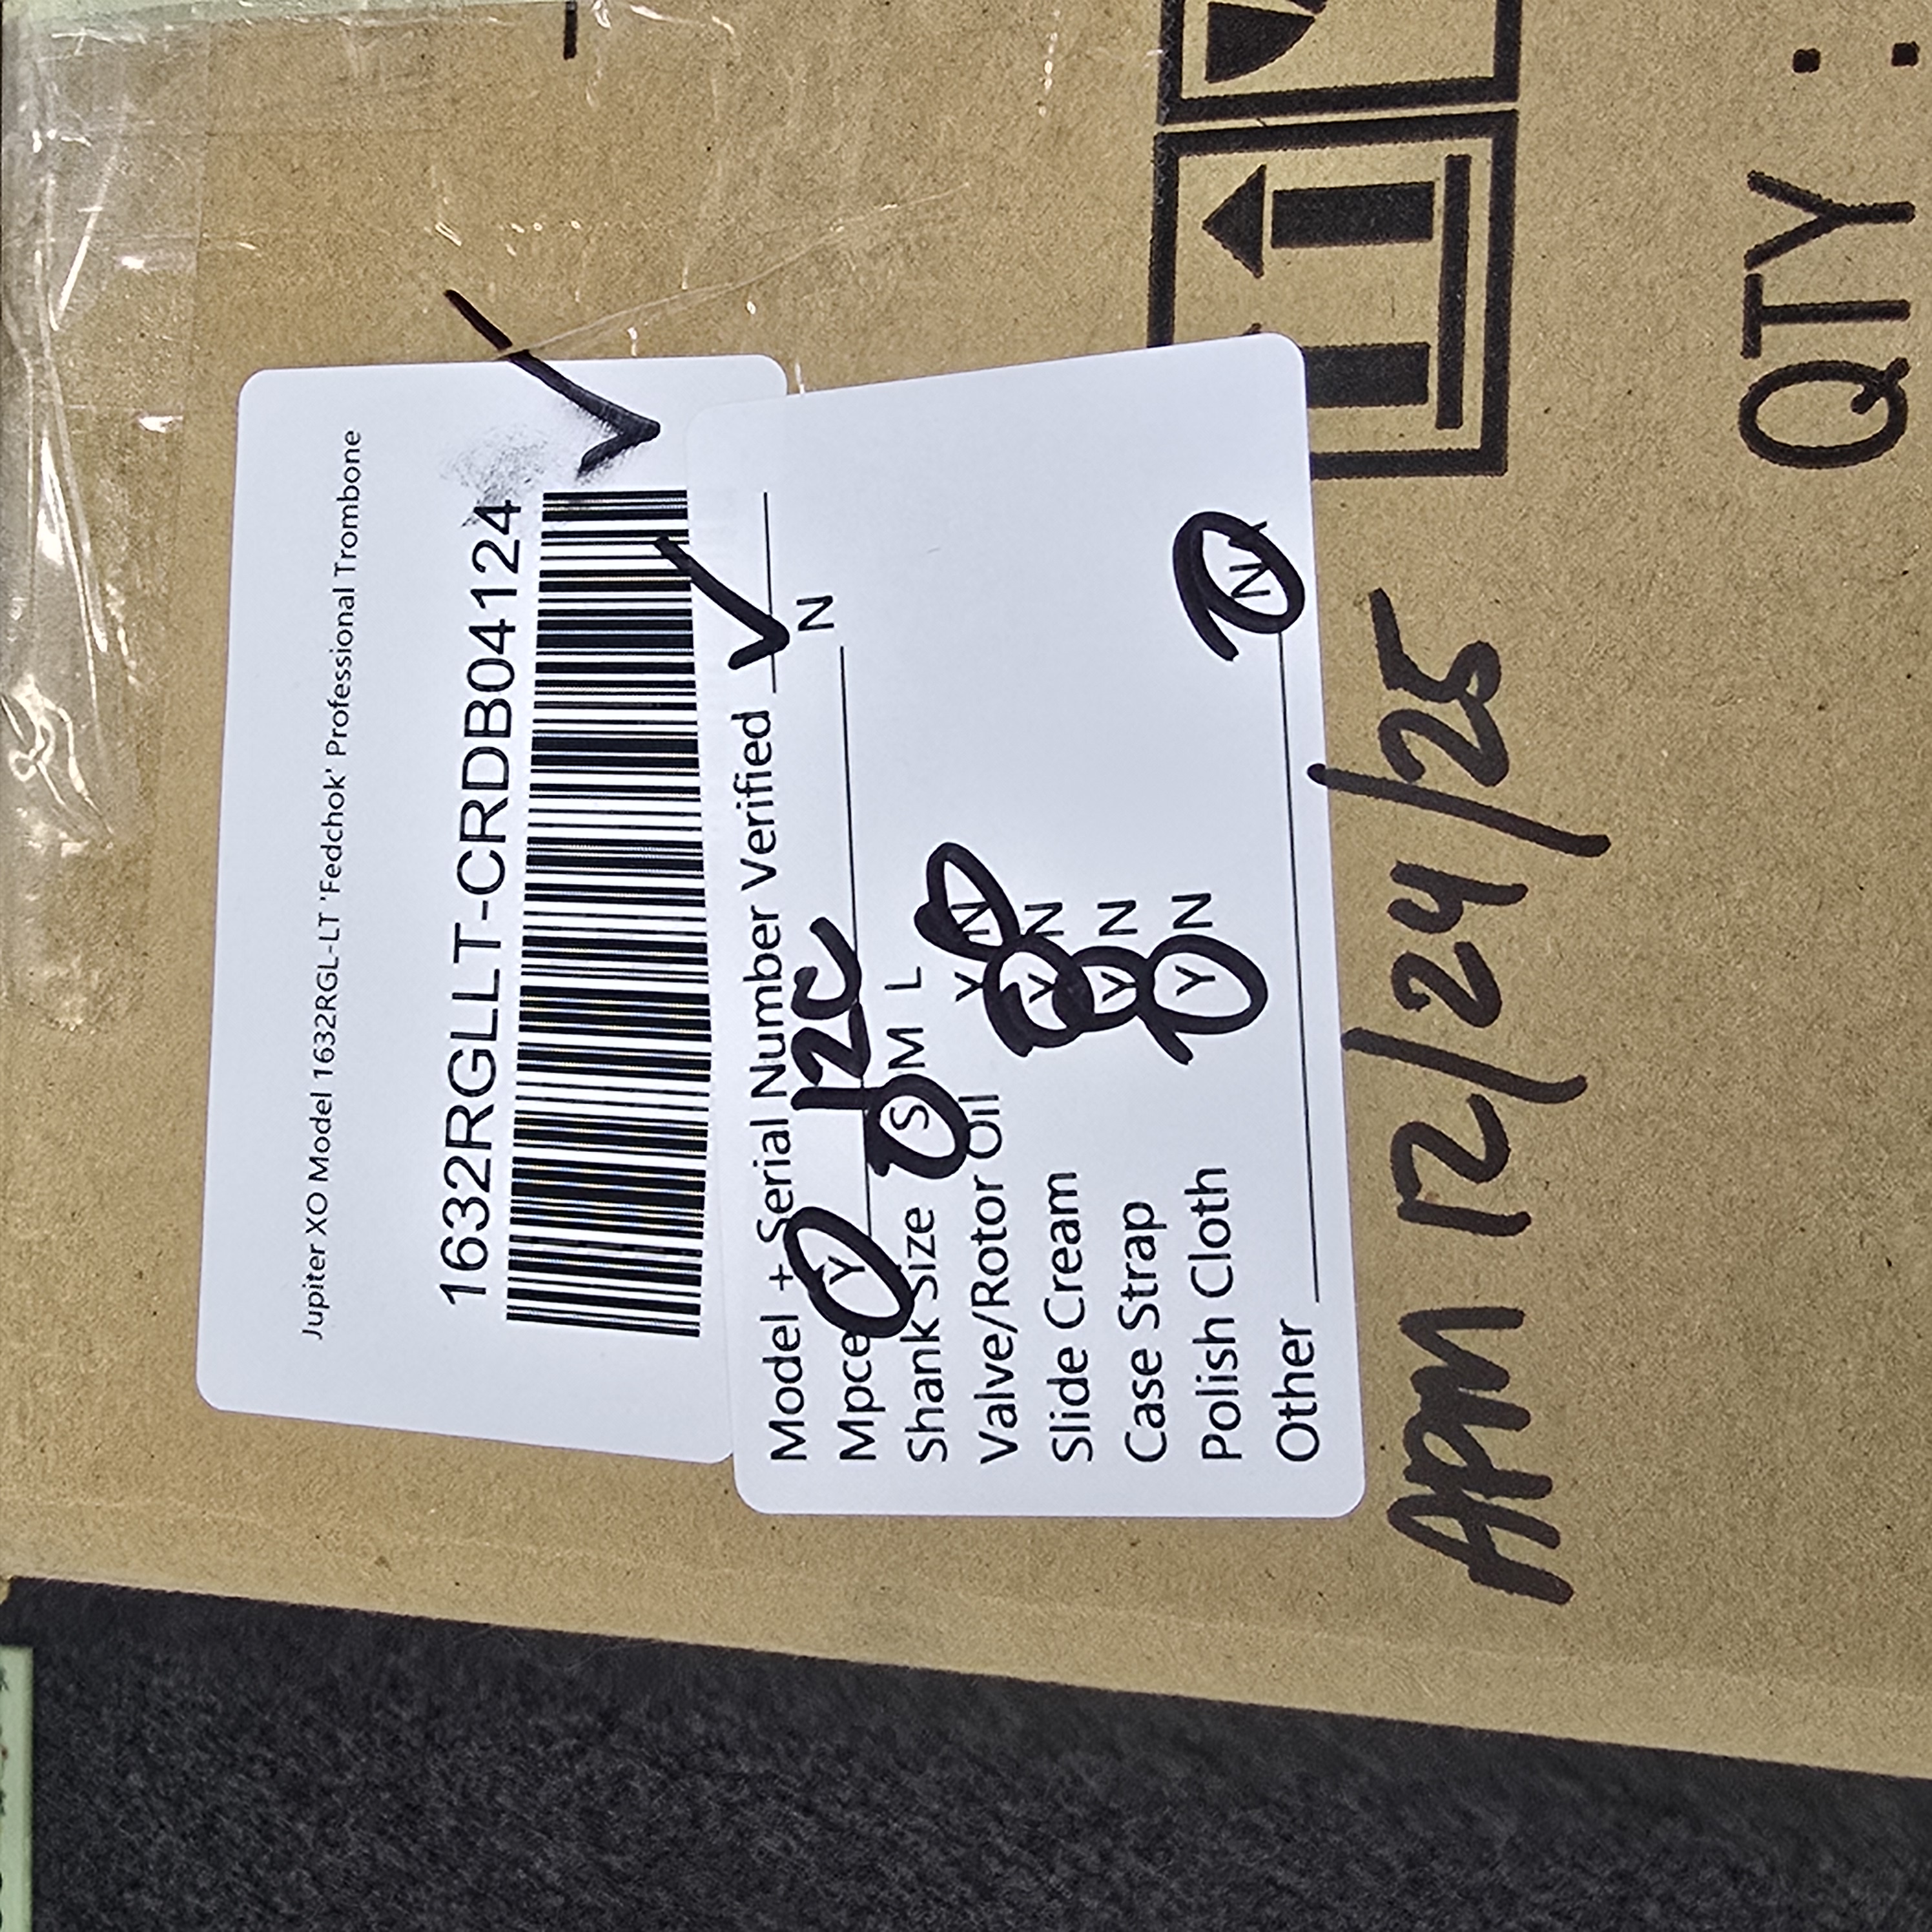 Jupiter XO Model 1632RGL-LT 'Fedchok' Professional Trombone
1632RGLLT-CRDB04124
Model + Serial Number Verified
Mpce Y 12C N
Shank Size S M L
Valve/Rotor Oil Y N
Slide Cream Y N
Case Strap Y N
Polish Cloth Y N
Other N
APM 12/24/25
QTY :